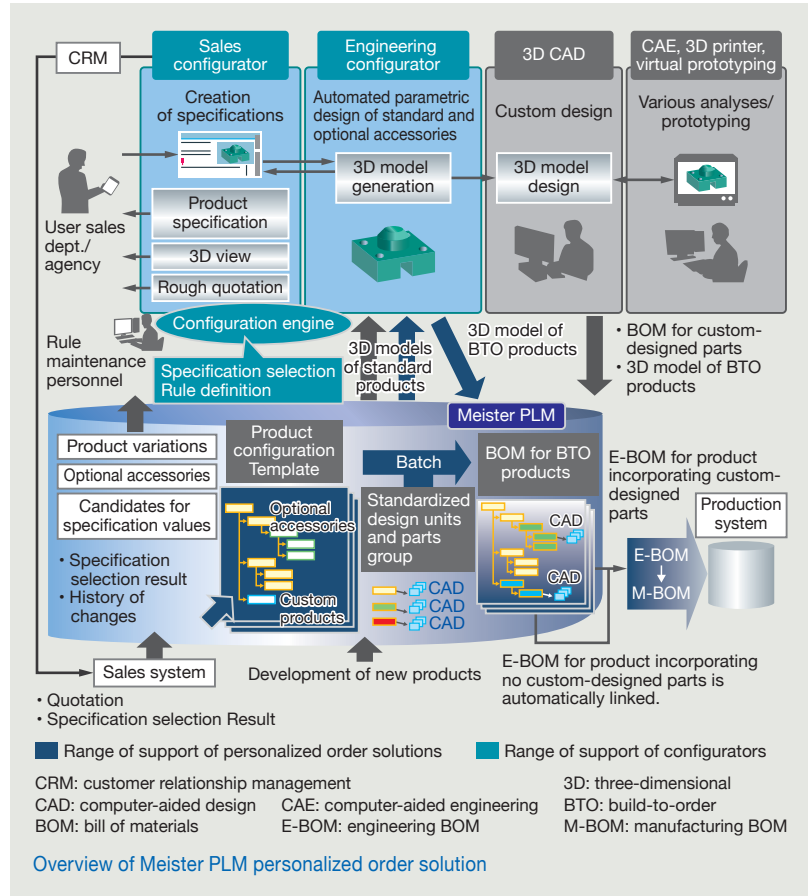 CRM
Sales
configurator
Engineering
configurator
3D CAD
CAE, 3D printer,
virtual prototyping
Creation
of specifications
Automated parametric
design of standard and
optional accessories
Custom design
Various analyses/
prototyping
3D model
generation
3D model
design
User sales
dept./
agency
Product
specification
3D view
Rough quotation
Configuration engine
Rule
maintenance
personnel
Specification selection
Rule definition
3D models
of standard
products
3D model of
BTO products
• BOM for custom-
designed parts
• 3D model of BTO
products
Meister PLM
Product variations
Optional accessories
Candidates for
specification values
• Specification
selection result
• History of
changes
Product
configuration
Template
Optional
accessories
Custom
products
Batch
Standardized
design units
and parts
group
CAD
CAD
CAD
BOM for BTO
products
CAD
CAD
E-BOM for product
incorporating custom-
designed
parts
Production
system
E-BOM
M-BOM
Sales system
Development of new products
E-BOM for product incorporating
no custom-designed parts is
automatically linked.
• Quotation
• Specification selection Result
Range of support of personalized order solutions
Range of support of configurators
CRM: customer relationship management
3D: three-dimensional
CAD: computer-aided design
CAE: computer-aided engineering
BTO: build-to-order
BOM: bill of materials
E-BOM: engineering BOM
M-BOM: manufacturing BOM
Overview of Meister PLM personalized order solution